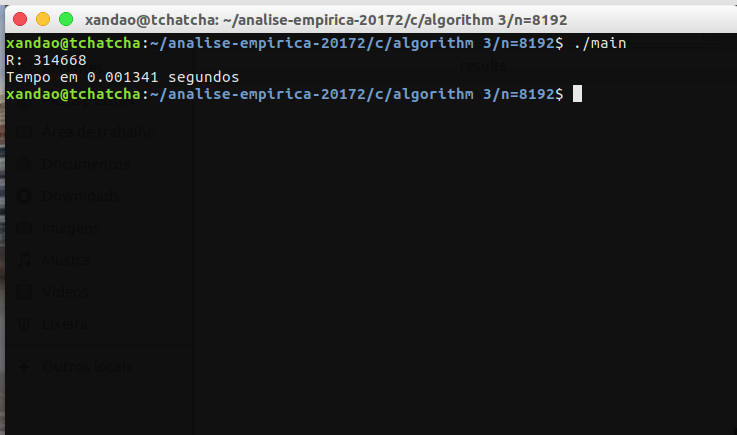 xandao@tchatcha: ~/analise-empirica-20172/c/algorithm 3/n=8192
xandao@tchatcha:~/analise-empirica-20172/c/algorithm 3/n=8192$ ./main
R: 314668
Tempo em 0.001341 segundos
xandao@tchatcha:~/analise-empirica-20172/c/algorithm 3/n=8192$
results
Área de trabalho
Documentos
Downloads
Imagens
Música
Vídeos
Lixeira
Outros locais